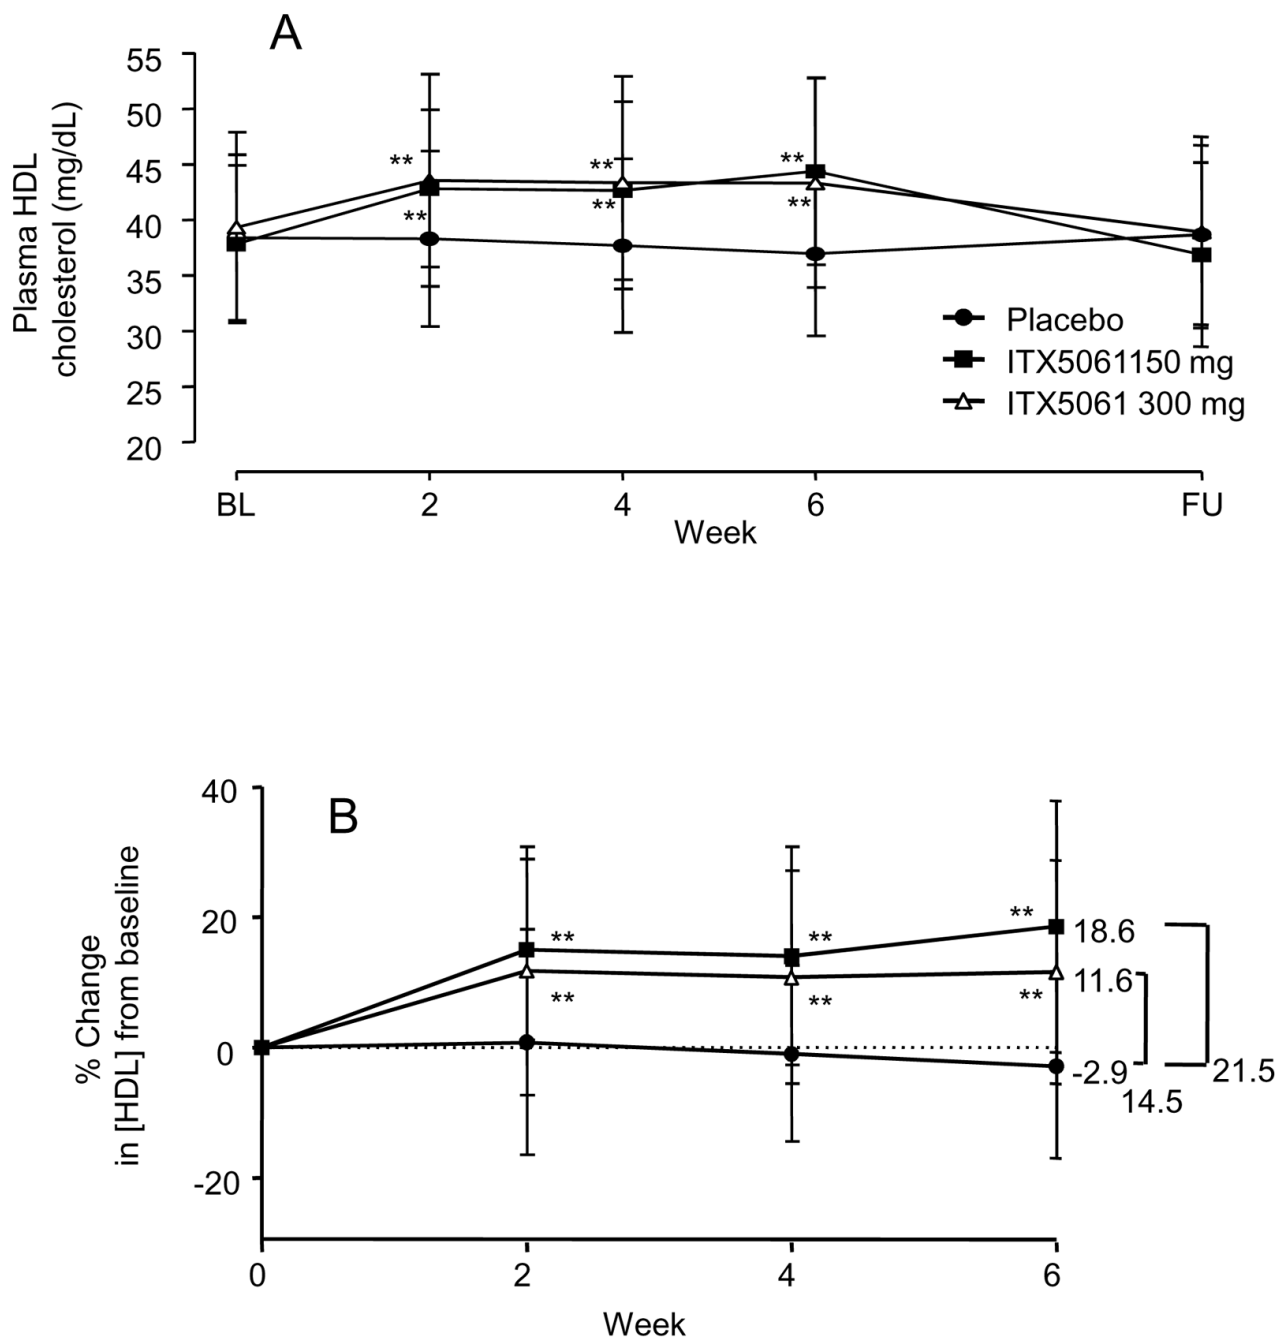 A
Plasma HDL
cholesterol (mg/dL)
55
50
45
40
35
30
25
20
** ** **
** ** **
Placebo
ITX5061150 mg
ITX5061 300 mg
BL 2 4 6 FU
Week
B
% Change
in [HDL] from baseline
40
20
0
-20
** ** **
** ** **
18.6
11.6
-2.9
21.5
14.5
0 2 4 6
Week